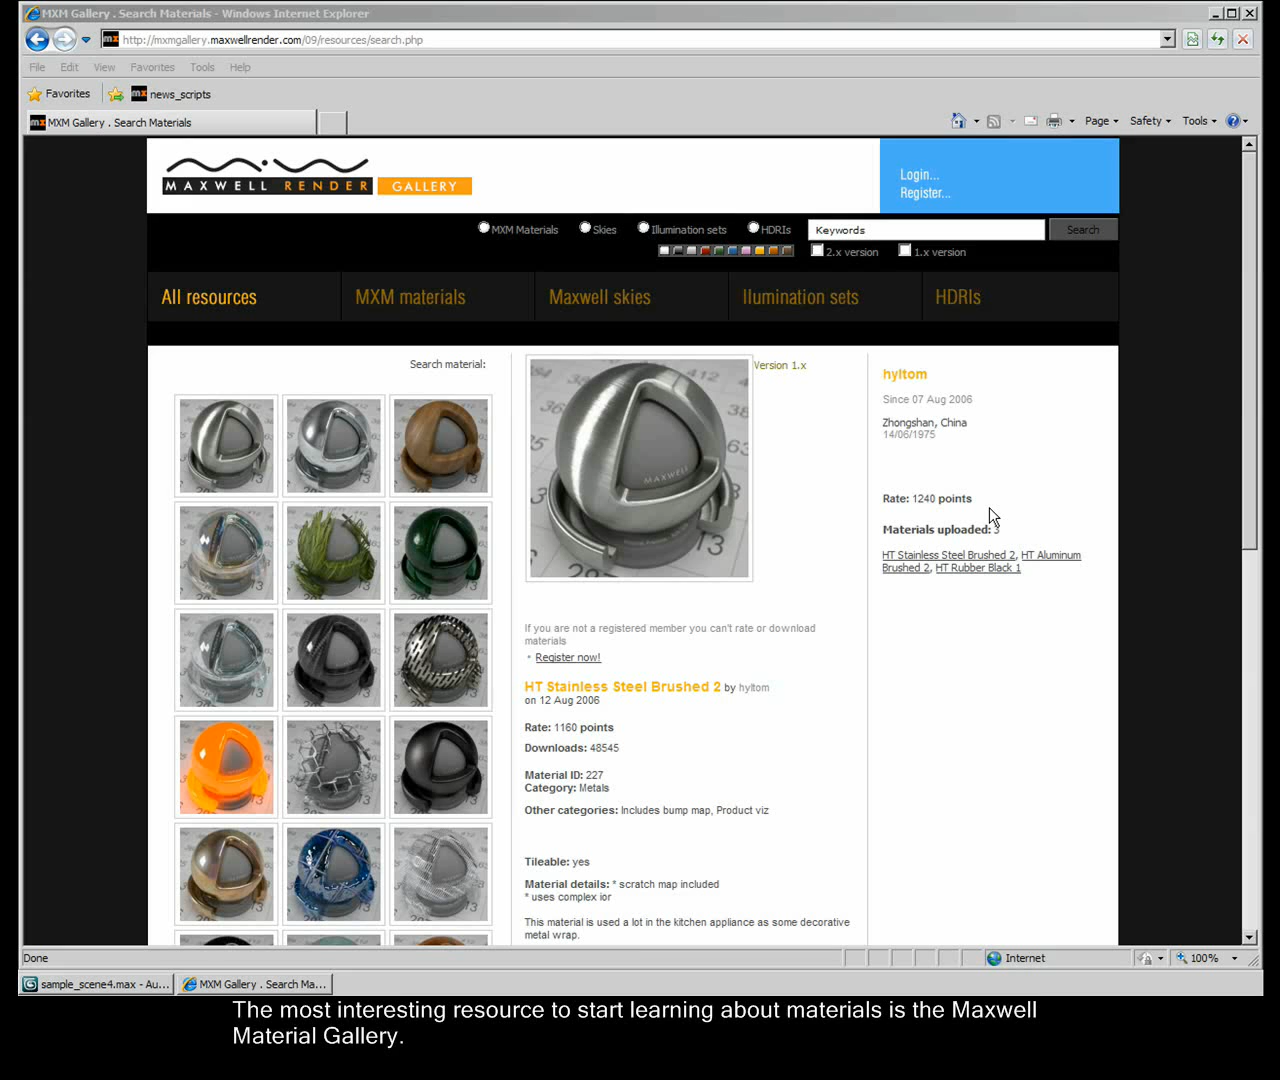 MXM Gallery . Search Materials - Windows Internet Explorer
http://mxmgallery.maxwellrender.com/09/resources/search.php
File Edit View Favorites Tools Help
Favorites news_scripts
MXM Gallery . Search Materials
Page Safety Tools
MAXWELL RENDER GALLERY
Login...
Register...
MXM Materials Skies Illumination sets HDRIs Keywords Search
2.x version 1.x version
All resources MXM materials Maxwell skies Ilumination sets HDRIs
Search material:
Version 1.x
MAXWELL
hyltom
Since 07 Aug 2006
Zhongshan, China
14/06/1975
Rate: 1240 points
Materials uploaded: 3
HT Stainless Steel Brushed 2, HT Aluminum
Brushed 2, HT Rubber Black 1
If you are not a registered member you can't rate or download
materials
Register now!
HT Stainless Steel Brushed 2 by hyltom
on 12 Aug 2006
Rate: 1160 points
Downloads: 48545
Material ID: 227
Category: Metals
Other categories: Includes bump map, Product viz
Tileable: yes
Material details: * scratch map included
* uses complex ior
This material is used a lot in the kitchen appliance as some decorative
metal wrap.
Done Internet 100%
sample_scene4.max - Au... MXM Gallery . Search Ma...
The most interesting resource to start learning about materials is the Maxwell
Material Gallery.